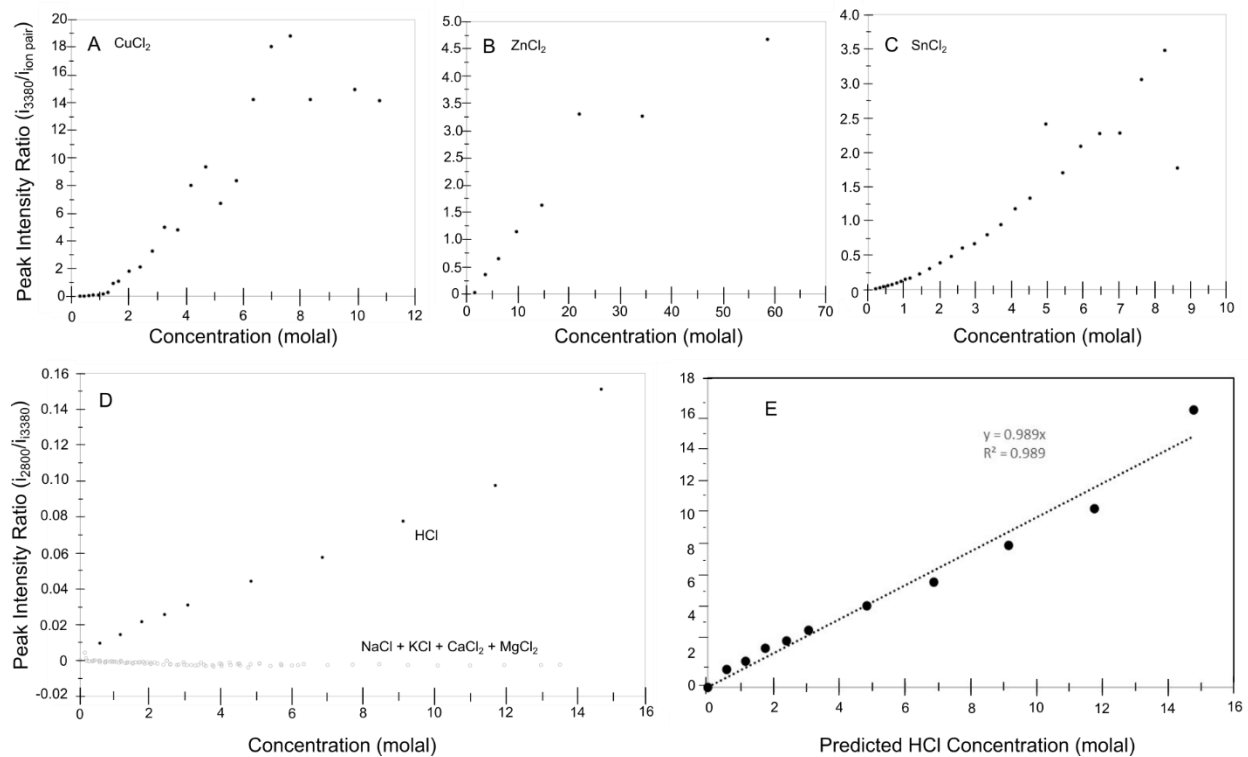 Peak Intensity Ratio (i3380/iion pair)
A CuCl2
20
18
16
14
12
10
8
6
4
2
0
0 2 4 6 8 10 12
Concentration (molal)
B ZnCl2
5.0
4.5
4.0
3.5
3.0
2.5
2.0
1.5
1.0
0.5
0.0
0 10 20 30 40 50 60 70
Concentration (molal)
C SnCl2
4.0
3.5
3.0
2.5
2.0
1.5
1.0
0.5
0.0
0 1 2 3 4 5 6 7 8 9 10
Concentration (molal)
Peak Intensity Ratio (i2800/i3380)
D
0.16
0.14
0.12
0.10
0.08
0.06
0.04
0.02
0
-0.02
HCl
NaCl + KCl + CaCl2 + MgCl2
0 2 4 6 8 10 12 14 16
Concentration (molal)
E
18
16
14
12
10
8
6
4
2
0
y = 0.989x
R² = 0.989
0 2 4 6 8 10 12 14 16
Predicted HCl Concentration (molal)